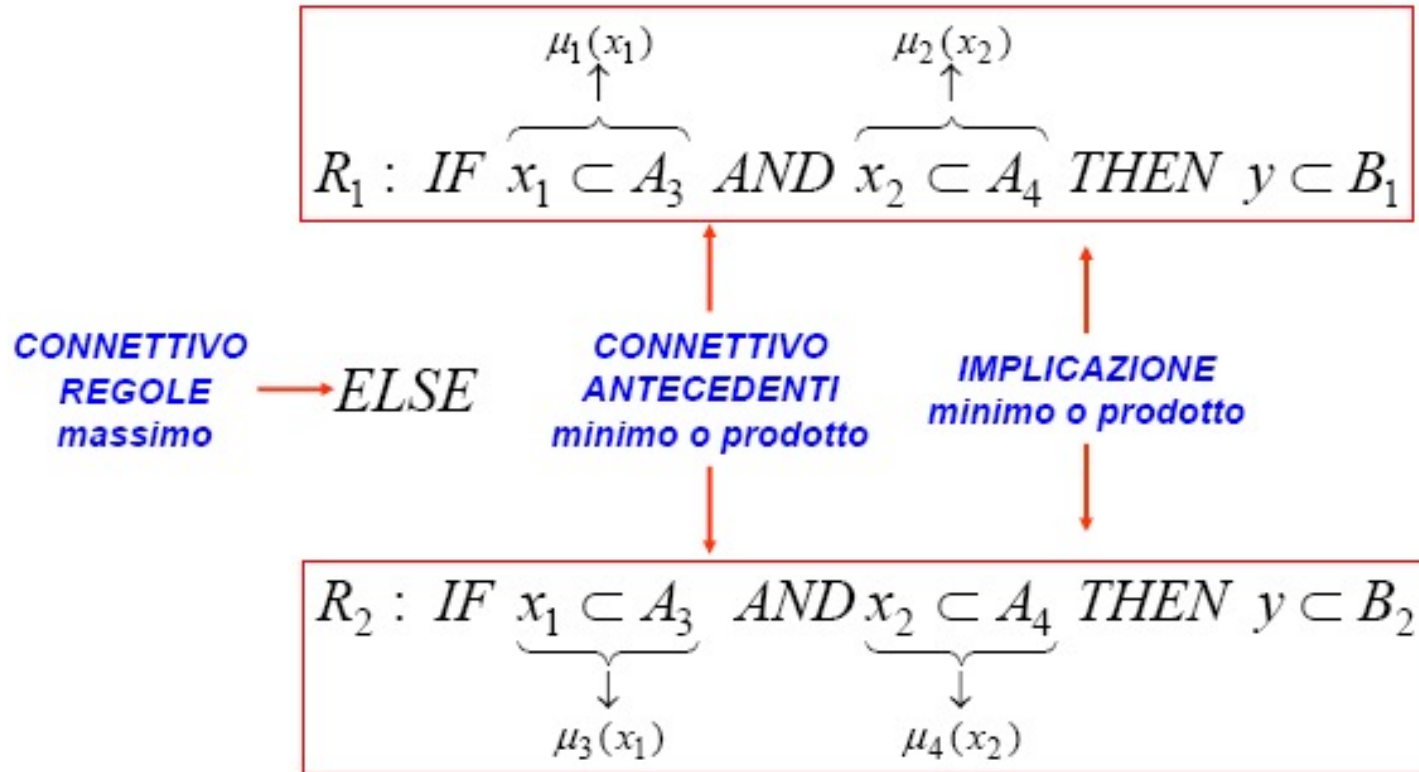 μ₁(x₁) μ₂(x₂)
R₁ : IF x₁ ⊂ A₃ AND x₂ ⊂ A₄ THEN y ⊂ B₁
CONNETTIVO
REGOLE
massimo
ELSE
CONNETTIVO
ANTECEDENTI
minimo o prodotto
IMPLICAZIONE
minimo o prodotto
R₂ : IF x₁ ⊂ A₃ AND x₂ ⊂ A₄ THEN y ⊂ B₂
μ₃(x₁) μ₄(x₂)